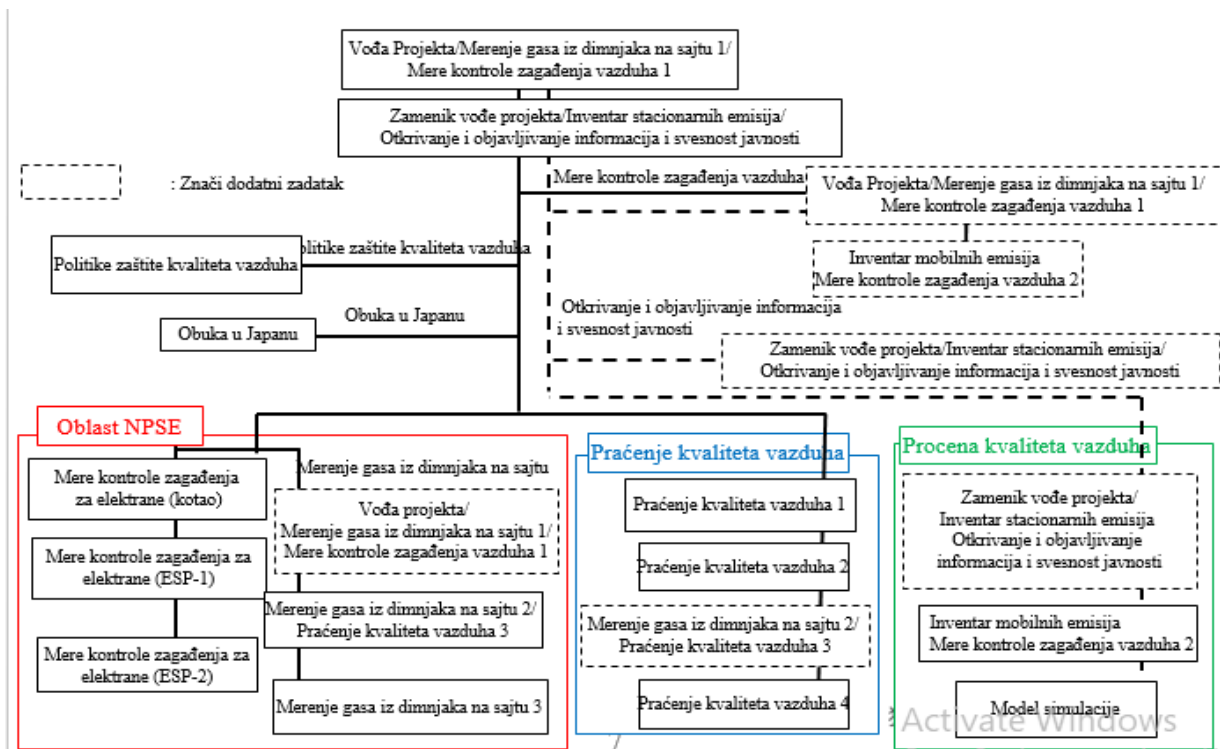 Vođa Projekta/Merenje gasa iz dimnjaka na sajtu 1/
Mere kontrole zagađenja vazduha 1
Zamenik vođe projekta/Inventar stacionarnih emisija/
Otkrivanje i objavljivanje informacija i svesnost javnosti
: Znači dodatni zadatak
Mere kontrole zagađenja vazduha
Vođa Projekta/Merenje gasa iz dimnjaka na sajtu 1/
Mere kontrole zagađenja vazduha 1
Politike zaštite kvaliteta vazduha
olitike zaštite kvaliteta vazduha
Inventar mobilnih emisija
Mere kontrole zagađenja vazduha 2
Obuka u Japanu
Obuka u Japanu
Otkrivanje i objavljivanje informacija
i svesnost javnosti
Zamenik vođe projekta/Inventar stacionarnih emisija/
Otkrivanje i objavljivanje informacija i svesnost javnosti
Oblast NPSE
Mere kontrole zagađenja
za elektrane (kotao)
Mere kontrole zagađenja za
elektrane (ESP-1)
Mere kontrole zagađenja za
elektrane (ESP-2)
Merenje gasa iz dimnjaka na sajtu
Vođa projekta/
Merenje gasa iz dimnjaka na sajtu 1/
Mere kontrole zagađenja vazduha 1
Merenje gasa iz dimnjaka na sajtu 2/
Praćenje kvaliteta vazduha 3
Merenje gasa iz dimnjaka na sajtu 3
Praćenje kvaliteta vazduha
Praćenje kvaliteta vazduha 1
Praćenje kvaliteta vazduha 2
Merenje gasa iz dimnjaka na sajtu 2/
Praćenje kvaliteta vazduha 3
Praćenje kvaliteta vazduha 4
Procena kvaliteta vazduha
Zamenik vođe projekta/
Inventar stacionarnih emisija
Otkrivanje i objavljivanje
informacija i svesnost javnosti
Inventar mobilnih emisija
Mere kontrole zagađenja vazduha 2
Model simulacije
Activate Windows